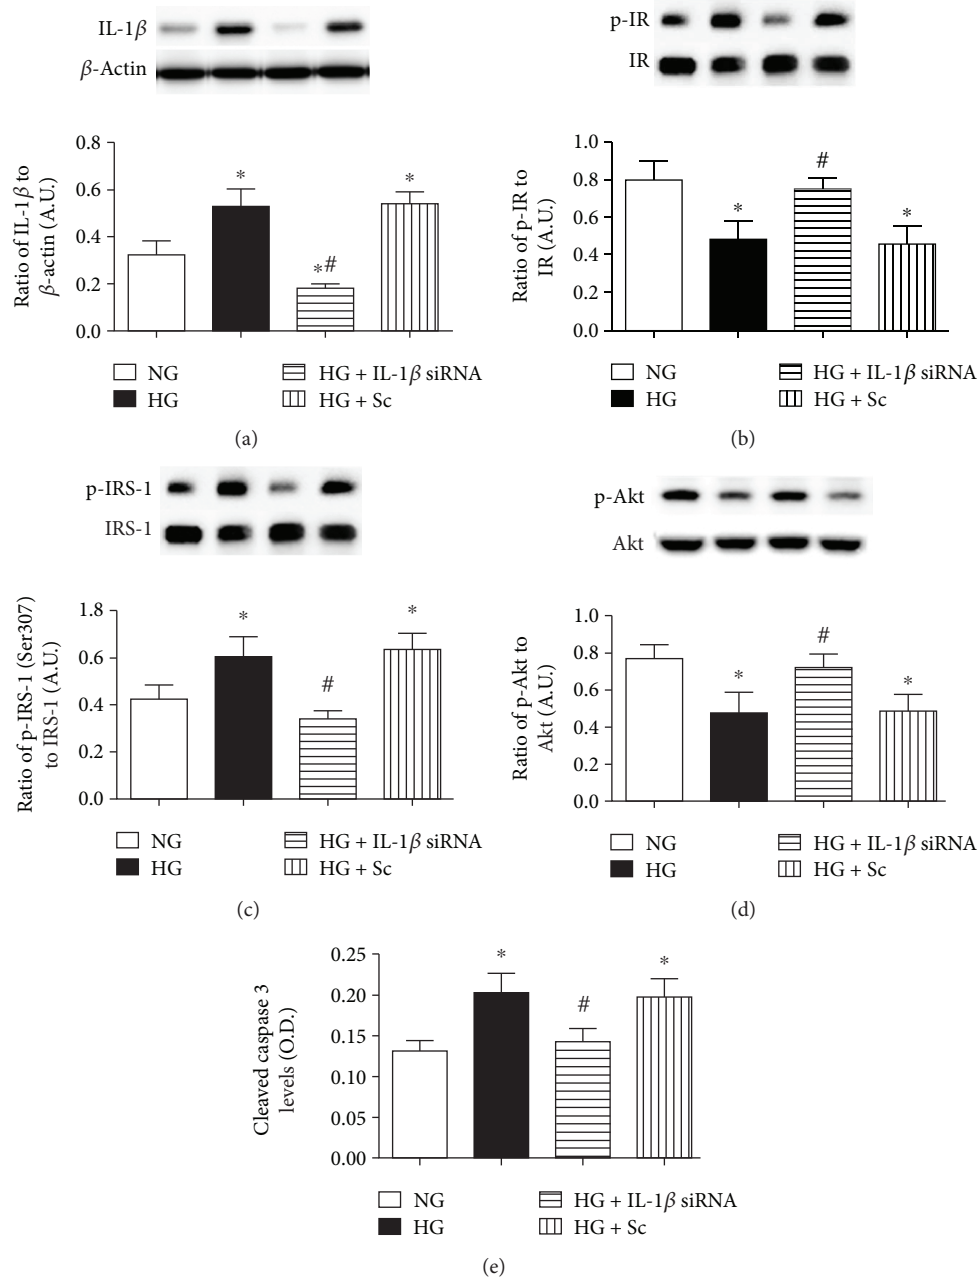 IL-1β
β-Actin
Ratio of IL-1β to
β-actin (A.U.)
0.8
0.6
0.4
0.2
0.0
*
*#
*
NG
HG + IL-1β siRNA
HG
HG + Sc
(a)
p-IR
IR
Ratio of p-IR to
IR (A.U.)
1.0
0.8
0.6
0.4
0.2
0.0
*
#
*
NG
HG + IL-1β siRNA
HG
HG + Sc
(b)
p-IRS-1
IRS-1
Ratio of p-IRS-1 (Ser307)
to IRS-1 (A.U.)
1.8
0.6
0.4
0.2
0.0
*
#
*
NG
HG + IL-1β siRNA
HG
HG + Sc
(c)
p-Akt
Akt
Ratio of p-Akt to
Akt (A.U.)
1.0
0.8
0.6
0.4
0.2
0.0
*
#
*
NG
HG + IL-1β siRNA
HG
HG + Sc
(d)
Cleaved caspase 3
levels (O.D.)
0.25
0.20
0.15
0.10
0.05
0.00
*
#
*
NG
HG + IL-1β siRNA
HG
HG + Sc
(e)